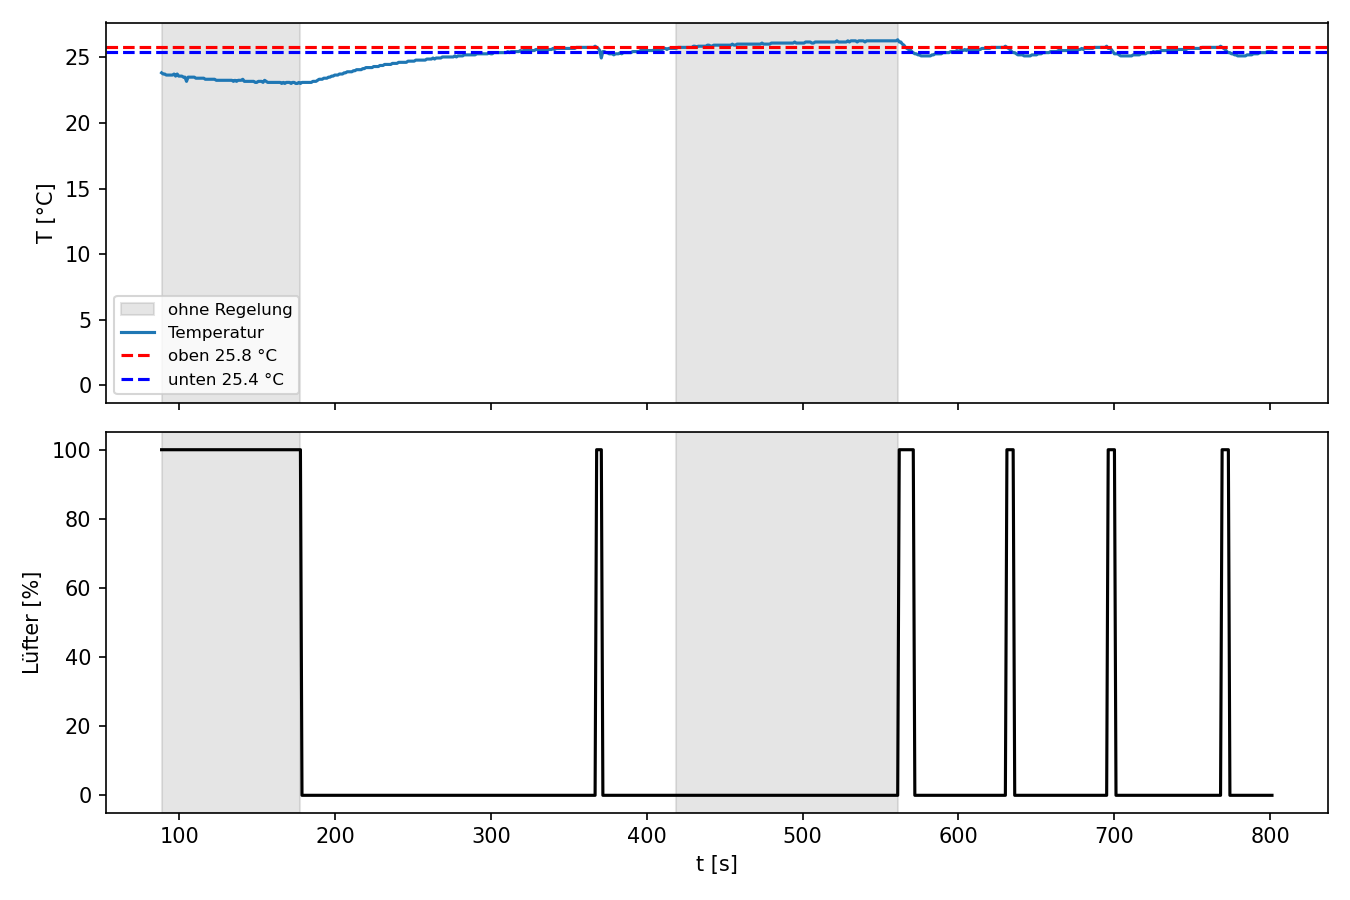 25
20
15
10
5
0
T [°C]
ohne Regelung
Temperatur
oben 25.8 °C
unten 25.4 °C
100
80
60
40
20
0
Lüfter [%]
100 200 300 400 500 600 700 800
t [s]